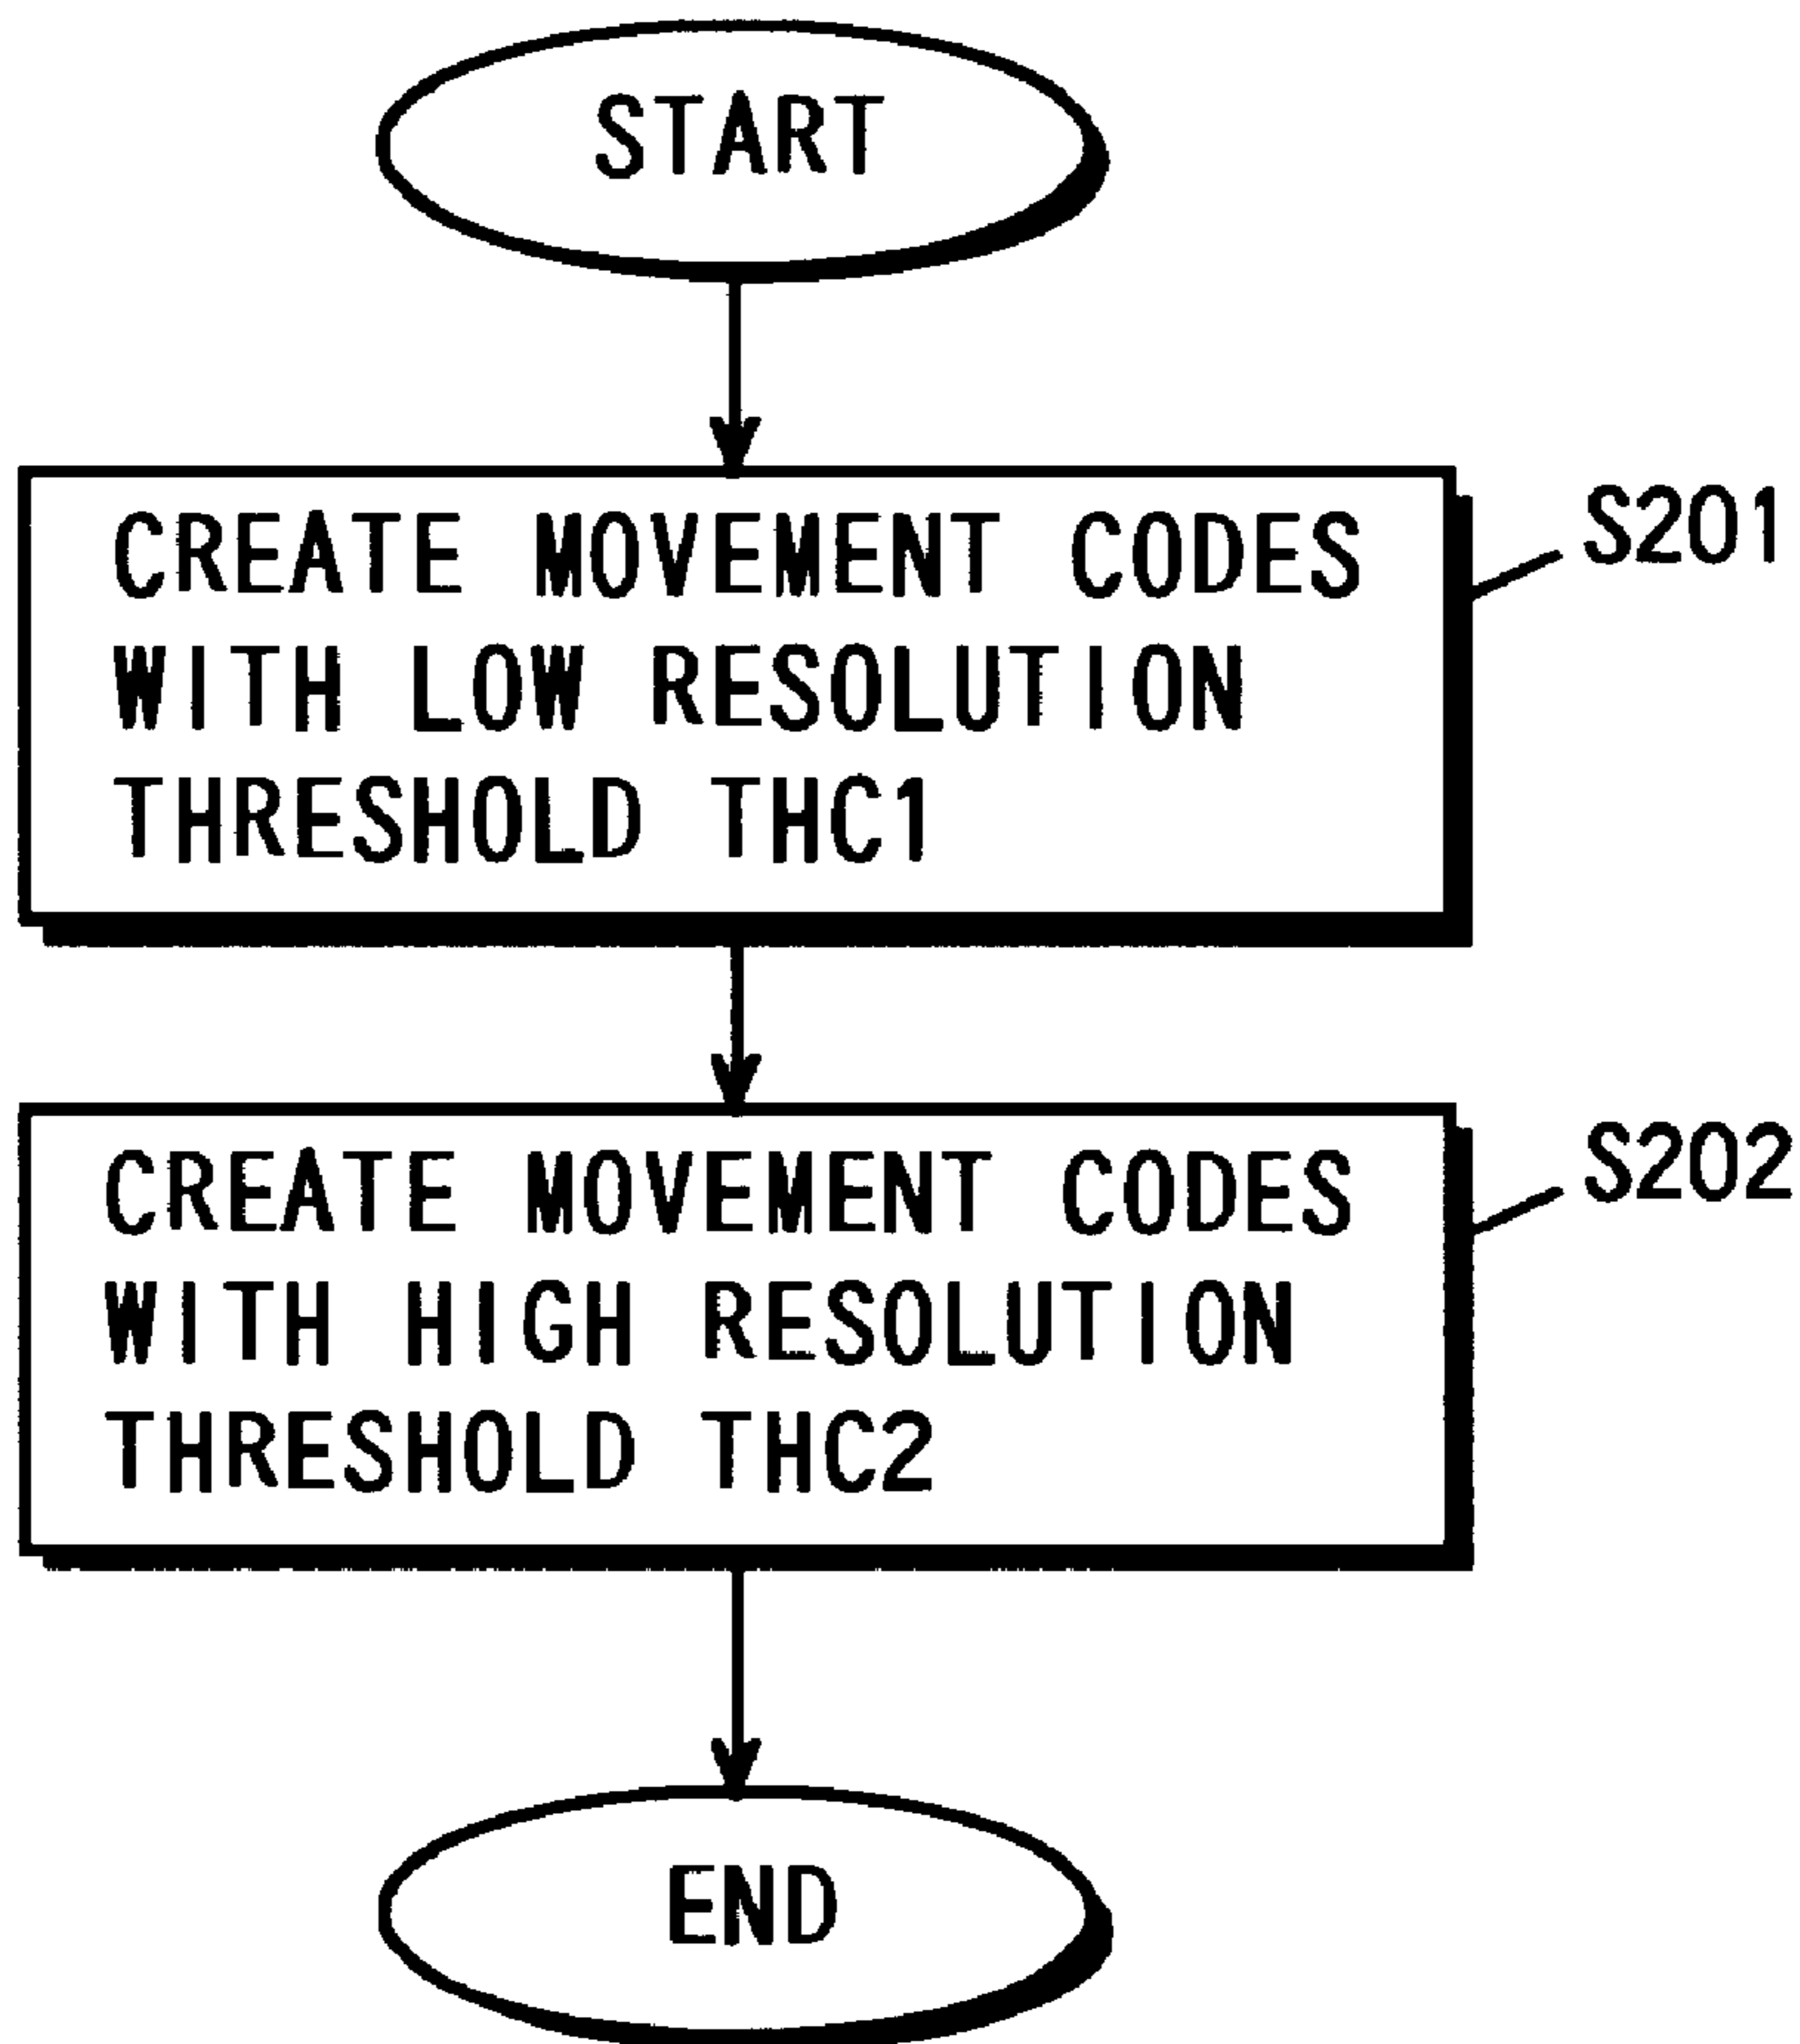 START
CREATE MOVEMENT CODES
WITH LOW RESOLUTION
THRESHOLD THC1
S201
CREATE MOVEMENT CODES
WITH HIGH RESOLUTION
THRESHOLD THC2
S202
END